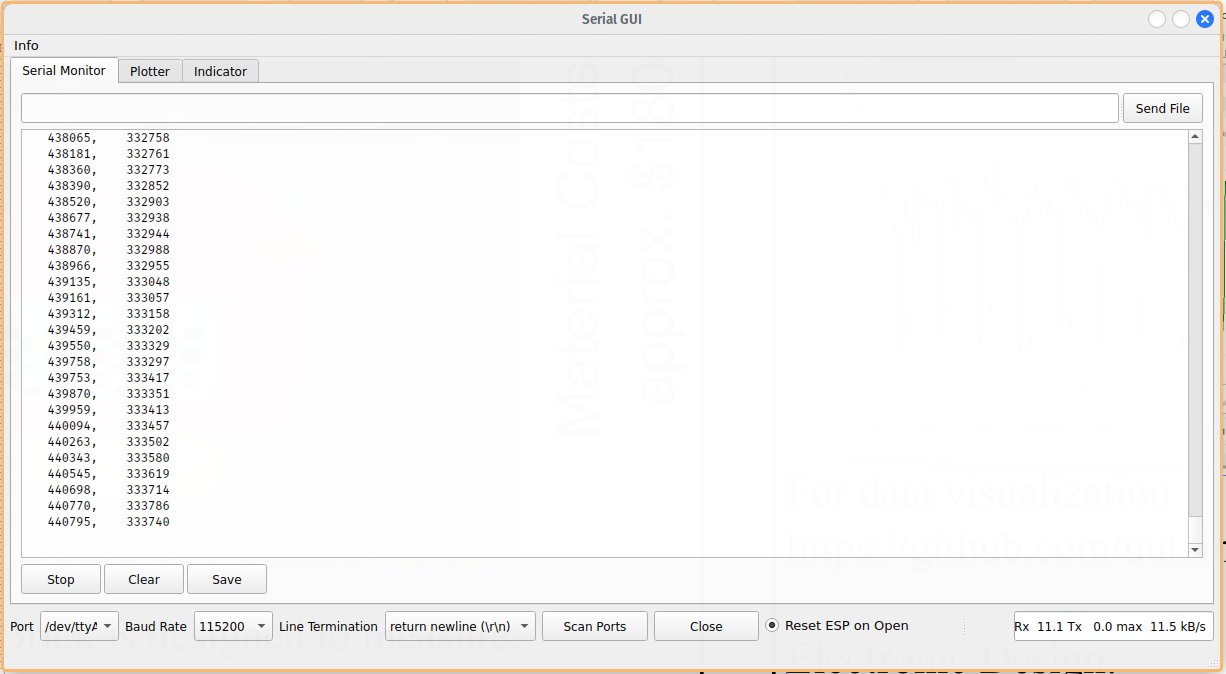 Serial GUI
Info
Serial Monitor Plotter Indicator
Send File
438065, 332758
438181, 332761
438360, 332773
438390, 332852
438520, 332903
438677, 332938
438741, 332944
438870, 332988
438966, 332955
439135, 333048
439161, 333057
439312, 333158
439459, 333202
439550, 333329
439758, 333297
439753, 333417
439870, 333351
439959, 333413
440094, 333457
440263, 333502
440343, 333580
440545, 333619
440698, 333714
440770, 333786
440795, 333740
Material Costs
approx. $180
For data visualization
https://github.com/uutzi
Stop Clear Save
Port /dev/ttyA Baud Rate 115200 Line Termination return newline (\r\n) Scan Ports Close Reset ESP on Open Rx 11.1 Tx 0.0 max 11.5 kB/s
is designed to measure
Electronic Design: